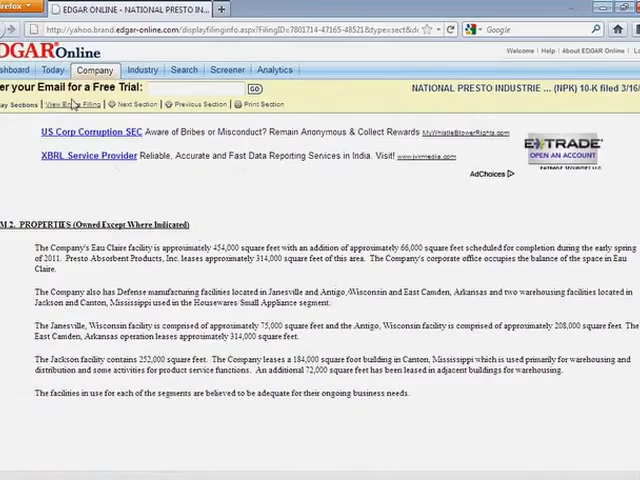 irefox
EDGAR ONLINE - NATIONAL PRESTO IN...
http://yahoo.brand.edgar-online.com/displayfilinginfo.aspx?FilingID=7801714-47165-48521&type=sect&dc
Google
EDGAR Online
Welcome | Help | About EDGAR Online |
shboard Today Company Industry Search Screener Analytics
er your Email for a Free Trial: GO
NATIONAL PRESTO INDUSTRIE ... (NPK) 10-K filed 3/16/
ay Sections | View Entire Filing Next Section | Previous Section | Print Section
US Corp Corruption SEC Aware of Bribes or Misconduct? Remain Anonymous & Collect Rewards MyWhistleBlowerRights.com
XBRL Service Provider Reliable, Accurate and Fast Data Reporting Services in India. Visit! www.ivxmedia.com
E*TRADE
OPEN AN ACCOUNT
E*TRADE SECURITIES LLC
AdChoices
M 2. PROPERTIES (Owned Except Where Indicated)
The Company's Eau Claire facility is approximately 454,000 square feet with an addition of approximately 66,000 square feet scheduled for completion during the early spring
of 2011. Presto Absorbent Products, Inc. leases approximately 314,000 square feet of this area. The Company's corporate office occupies the balance of the space in Eau
Claire.
The Company also has Defense manufacturing facilities located in Janesville and Antigo, Wisconsin and East Camden, Arkansas and two warehousing facilities located in
Jackson and Canton, Mississippi used in the Housewares/Small Appliance segment.
The Janesville, Wisconsin facility is comprised of approximately 75,000 square feet and the Antigo, Wisconsin facility is comprised of approximately 208,000 square feet. The
East Camden, Arkansas operation leases approximately 314,000 square feet.
The Jackson facility contains 252,000 square feet. The Company leases a 184,000 square foot building in Canton, Mississippi which is used primarily for warehousing and
distribution and some activities for product service functions. An additional 72,000 square feet has been leased in adjacent buildings for warehousing.
The facilities in use for each of the segments are believed to be adequate for their ongoing business needs.